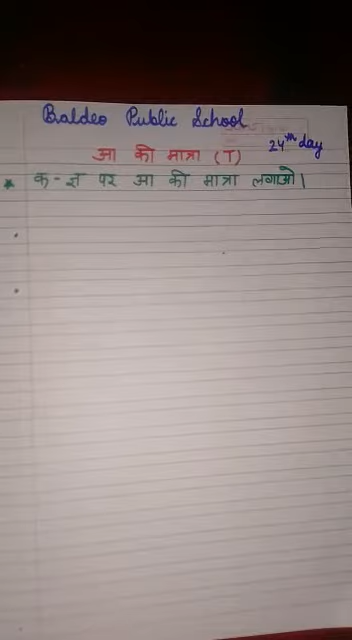 Baldeo Public School
आ की मात्रा (ा) 24th day
* क - ज्ञ पर आ की मात्रा लगाओ।